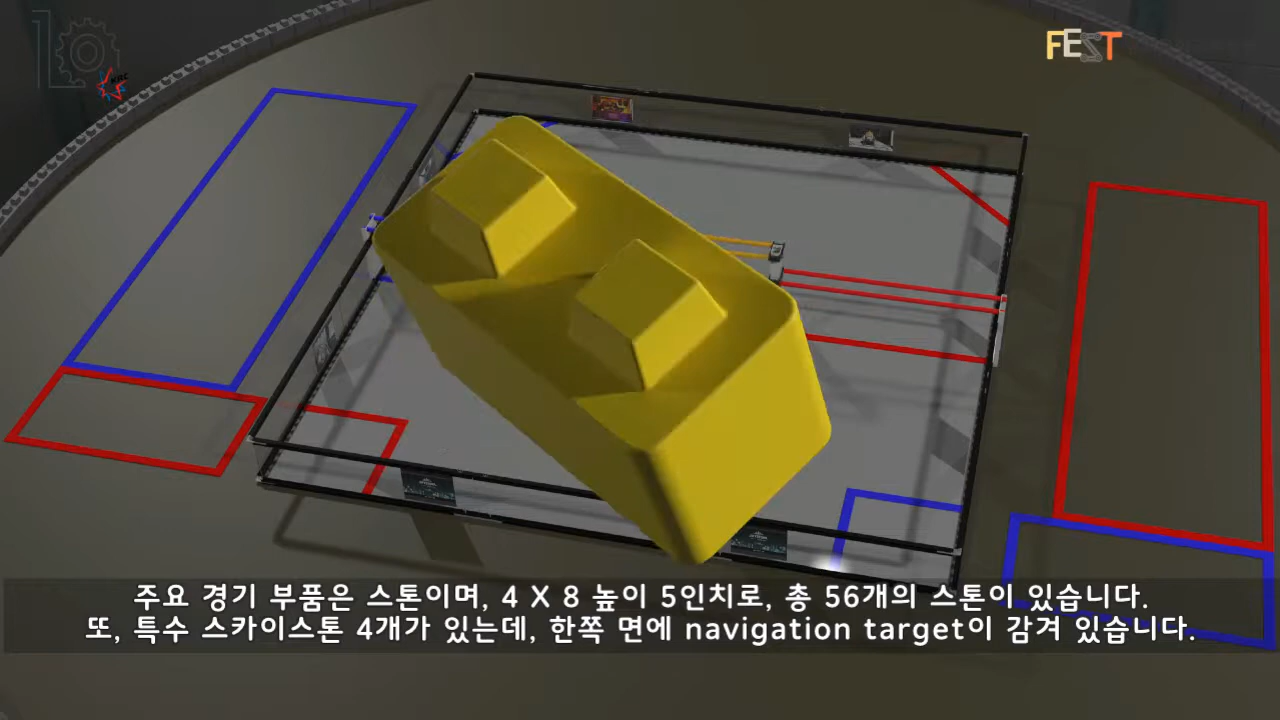 FEST
KRC
주요 경기 부품은 스톤이며, 4 X 8 높이 5인치로, 총 56개의 스톤이 있습니다.
또, 특수 스카이스톤 4개가 있는데, 한쪽 면에 navigation target이 감겨 있습니다.